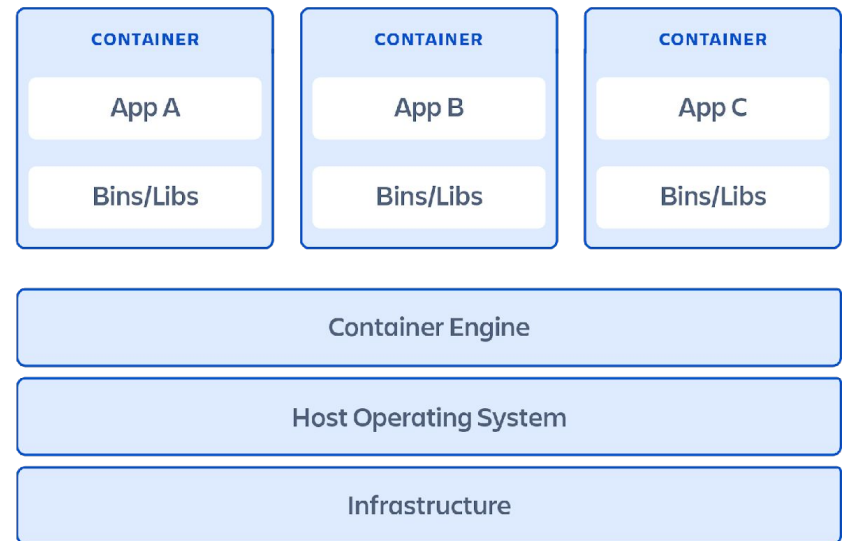 CONTAINER
CONTAINER
CONTAINER
App A
App B
App C
Bins/Libs
Bins/Libs
Bins/Libs
Container Engine
Host Operating System
Infrastructure